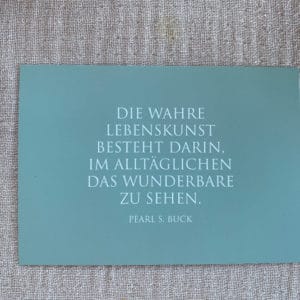 DIE WAHRE
LEBENSKUNST
BESTEHT DARIN,
IM ALLTÄGLICHEN
DAS WUNDERBARE
ZU SEHEN.
PEARL S. BUCK